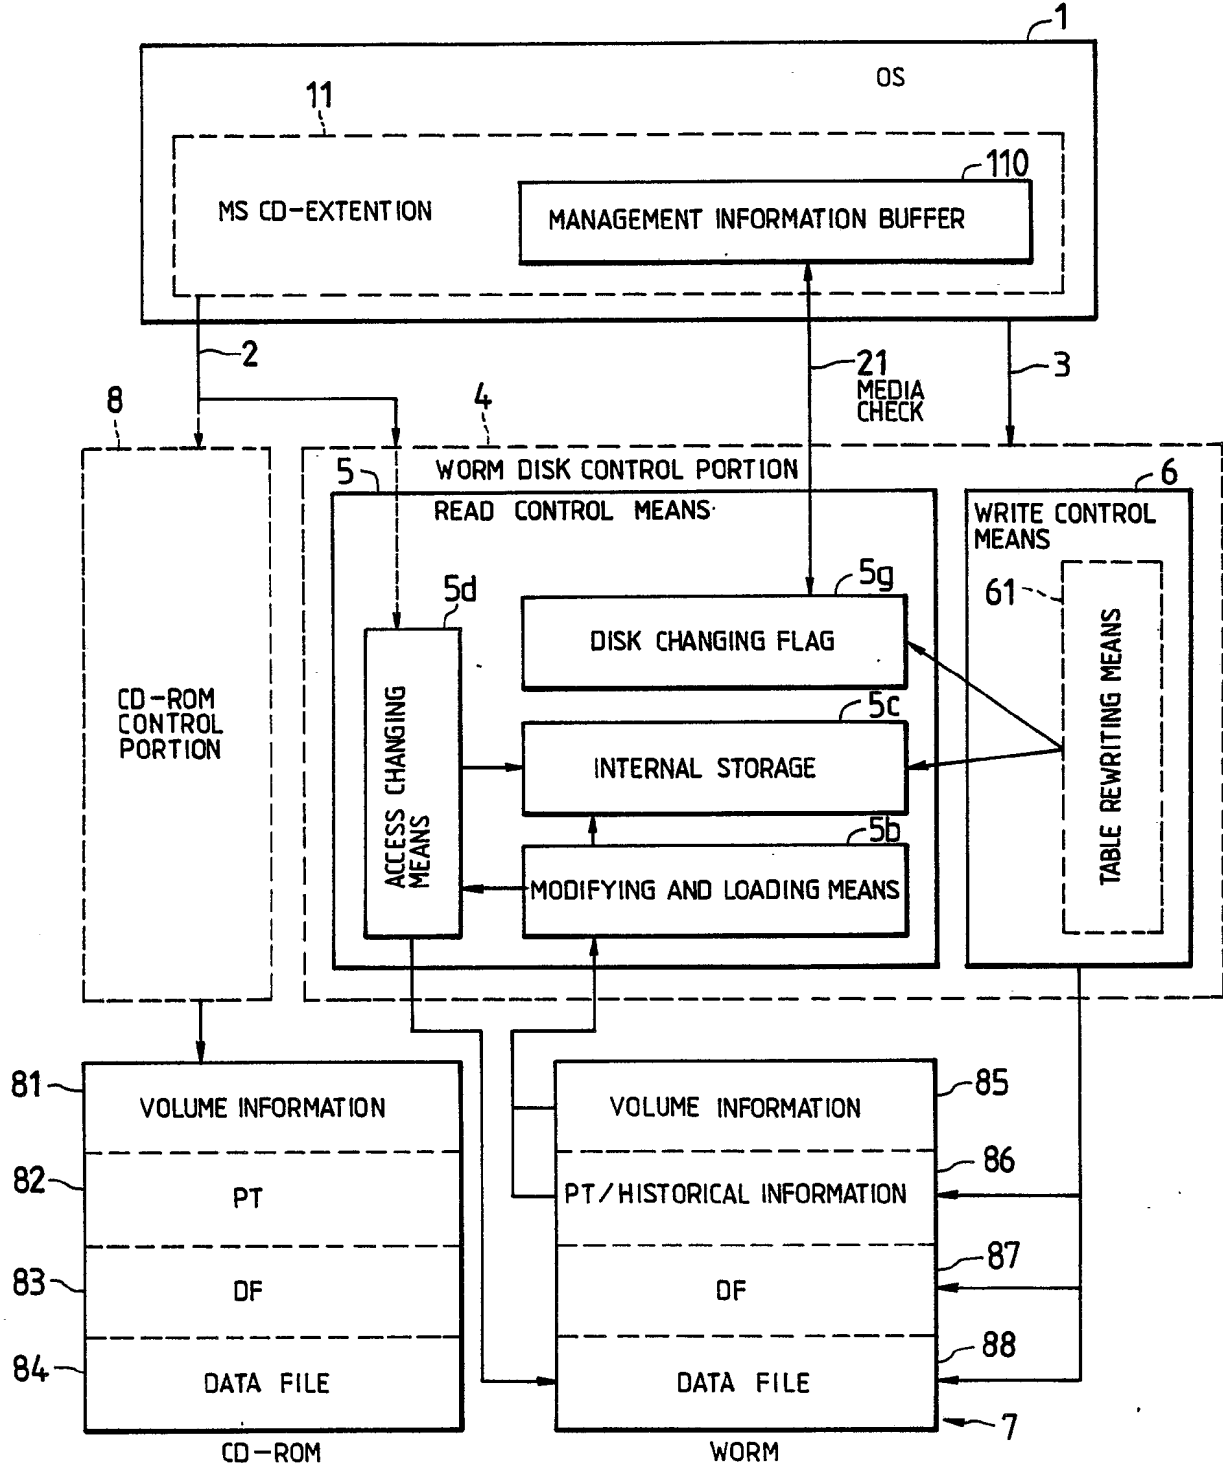 1
OS
11
110
MS CD-EXTENTION
MANAGEMENT INFORMATION BUFFER
2
21
MEDIA
CHECK
3
8
4
WORM DISK CONTROL PORTION
5
READ CONTROL MEANS
6
WRITE CONTROL
MEANS
5d
5g
61
DISK CHANGING FLAG
CD-ROM
CONTROL
PORTION
ACCESS CHANGING
MEANS
5c
INTERNAL STORAGE
TABLE REWRITING MEANS
5b
MODIFYING AND LOADING MEANS
81
VOLUME INFORMATION
82
PT
83
DF
84
DATA FILE
CD-ROM
85
VOLUME INFORMATION
86
PT/HISTORICAL INFORMATION
87
DF
88
DATA FILE
7
WORM